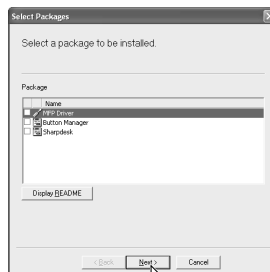 Select Packages
Select a package to be installed.
Package
Name
MFP Driver
Button Manager
Sharpdesk
Display README
< Back Next > Cancel